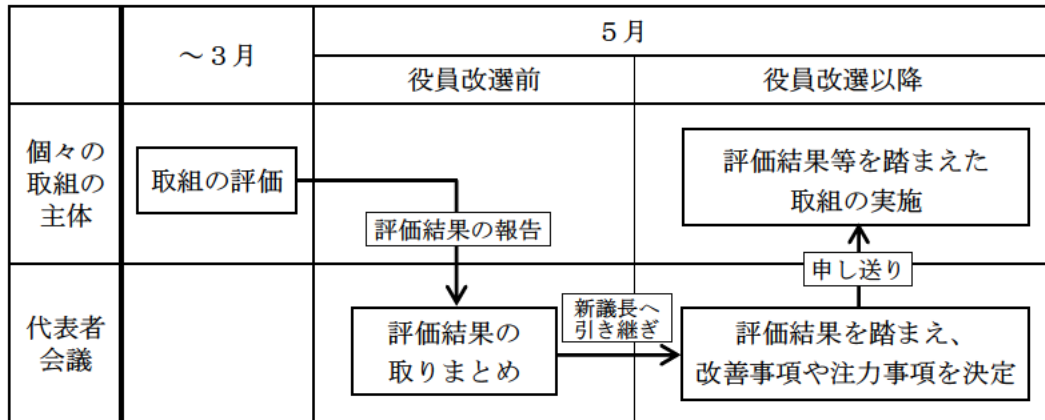 ～３月
５月
役員改選前
役員改選以降
個々の
取組の
主体
取組の評価
評価結果の報告
評価結果等を踏まえた
取組の実施
申し送り
代表者
会議
評価結果の
取りまとめ
新議長へ
引き継ぎ
評価結果を踏まえ、
改善事項や注力事項を決定